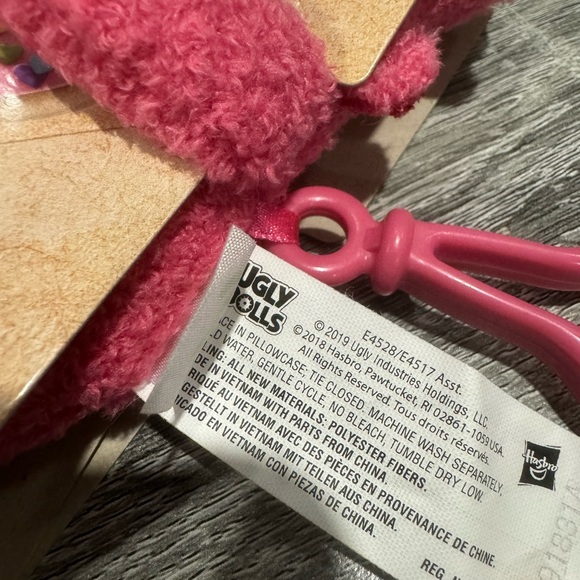 UGLY
DOLLS
E4528/E4517 Asst.
© 2019 Ugly Industries Holdings, LLC.
©2018 Hasbro, Pawtucket, RI 02861-1059 USA.
All Rights Reserved. Tous droits réservés.
IN PILLOWCASE; TIE CLOSED. MACHINE WASH SEPARATELY.
WATER, GENTLE CYCLE. NO BLEACH, TUMBLE DRY LOW.
ALL NEW MATERIALS: POLYESTER FIBERS.
DE IN VIETNAM WITH PARTS FROM CHINA.
RIQUÉ AU VIETNAM AVEC DES PIÈCES EN PROVENANCE DE CHINE.
GESTELLT IN VIETNAM MIT TEILEN AUS CHINA.
ICADO EN VIETNAM CON PIEZAS DE CHINA.
Hasbro
REG.
91831A